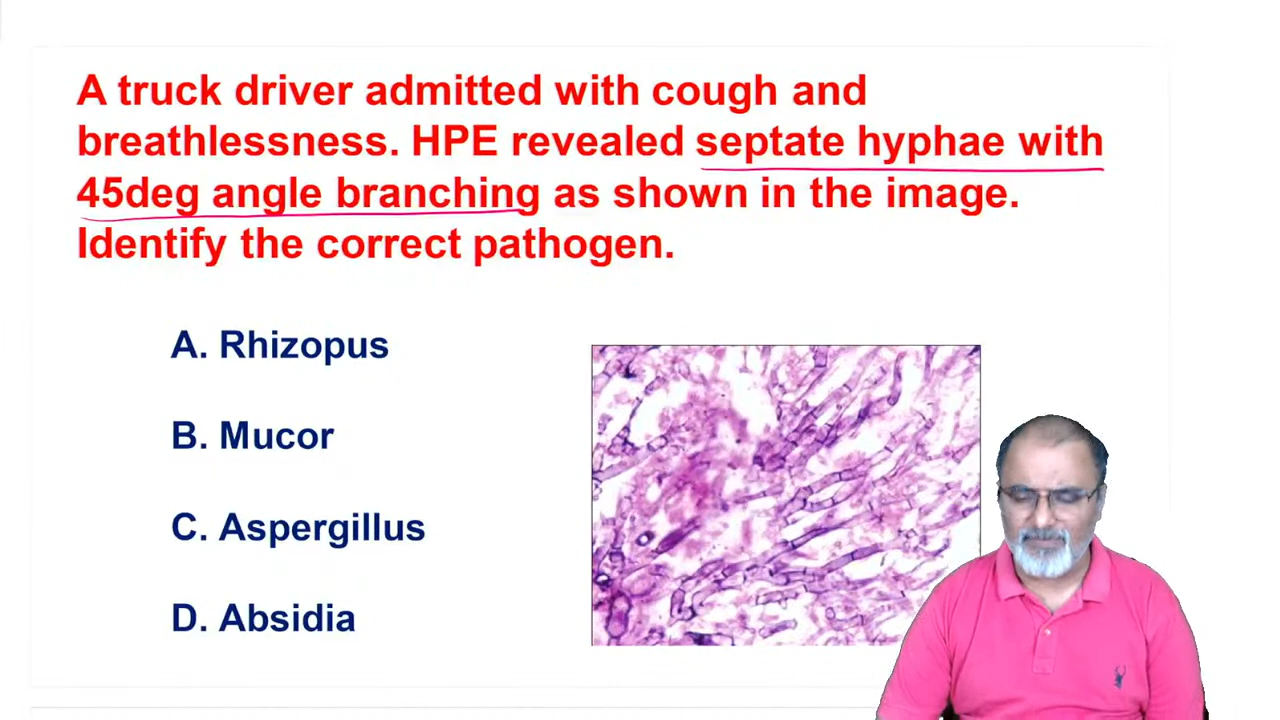 A truck driver admitted with cough and
breathlessness. HPE revealed septate hyphae with
45deg angle branching as shown in the image.
Identify the correct pathogen.
A. Rhizopus
B. Mucor
C. Aspergillus
D. Absidia